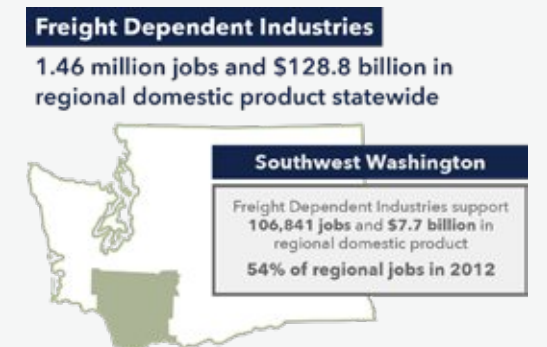 Freight Dependent Industries
1.46 million jobs and $128.8 billion in
regional domestic product statewide
Southwest Washington
Freight Dependent Industries support
106,841 jobs and $7.7 billion in
regional domestic product
54% of regional jobs in 2012